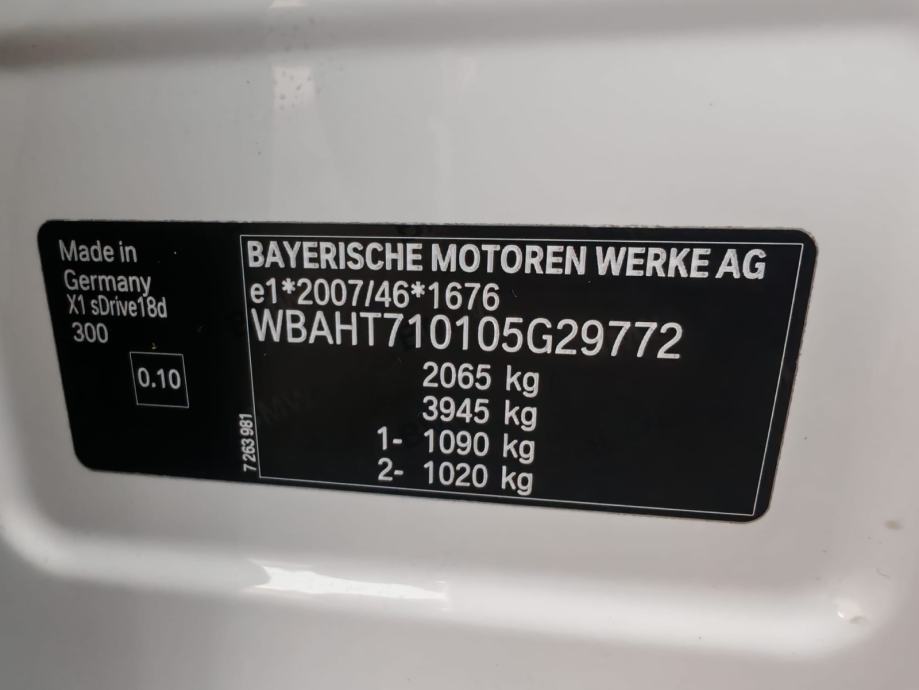 Made in
Germany
X1 sDrive18d
300
0.10
7 263 981
BAYERISCHE MOTOREN WERKE AG
e1*2007/46*1676
WBAHT710105G29772
2065 kg
3945 kg
1- 1090 kg
2- 1020 kg